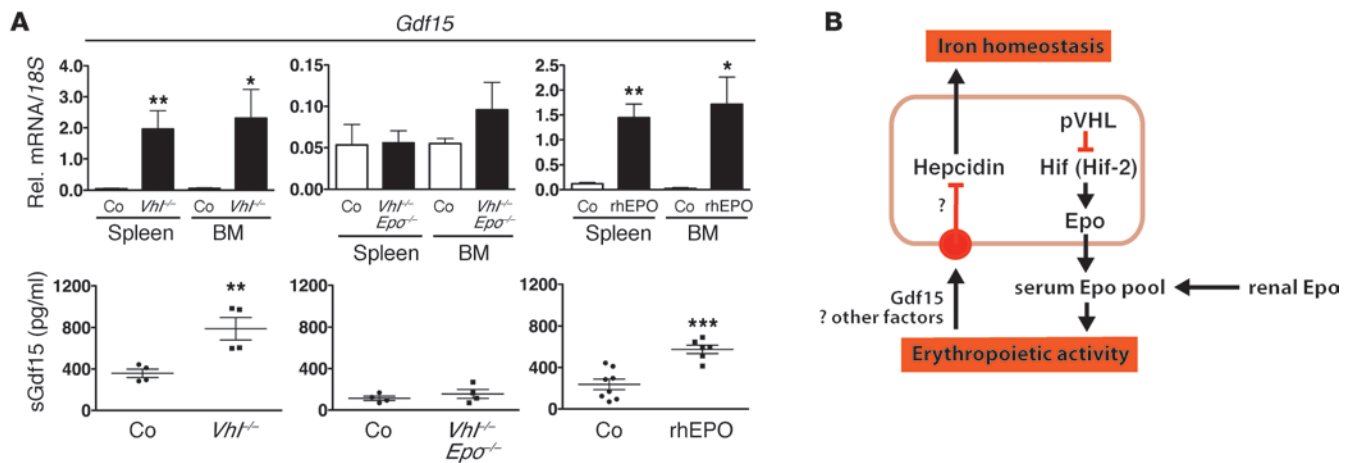 A
Gdf15
Rel. mRNA/18S
4.0
3.0
2.0
1.0
0.0
** *
Co Vhl-/- Co Vhl-/-
Spleen BM
0.15
0.10
0.05
0.00
Co Vhl-/- Epo-/- Co Vhl-/- Epo-/-
Spleen BM
2.5
2.0
1.5
1.0
0.5
0.0
** *
Co rhEPO Co rhEPO
Spleen BM
sGdf15 (pg/ml)
1200
800
400
0
**
Co Vhl-/-
1200
800
400
0
Co Vhl-/-
Epo-/-
1200
800
400
0
***
Co rhEPO
B
Iron homeostasis
pVHL
Hepcidin
Hif (Hif-2)
?
Epo
Gdf15
? other factors
serum Epo pool
renal Epo
Erythropoietic activity